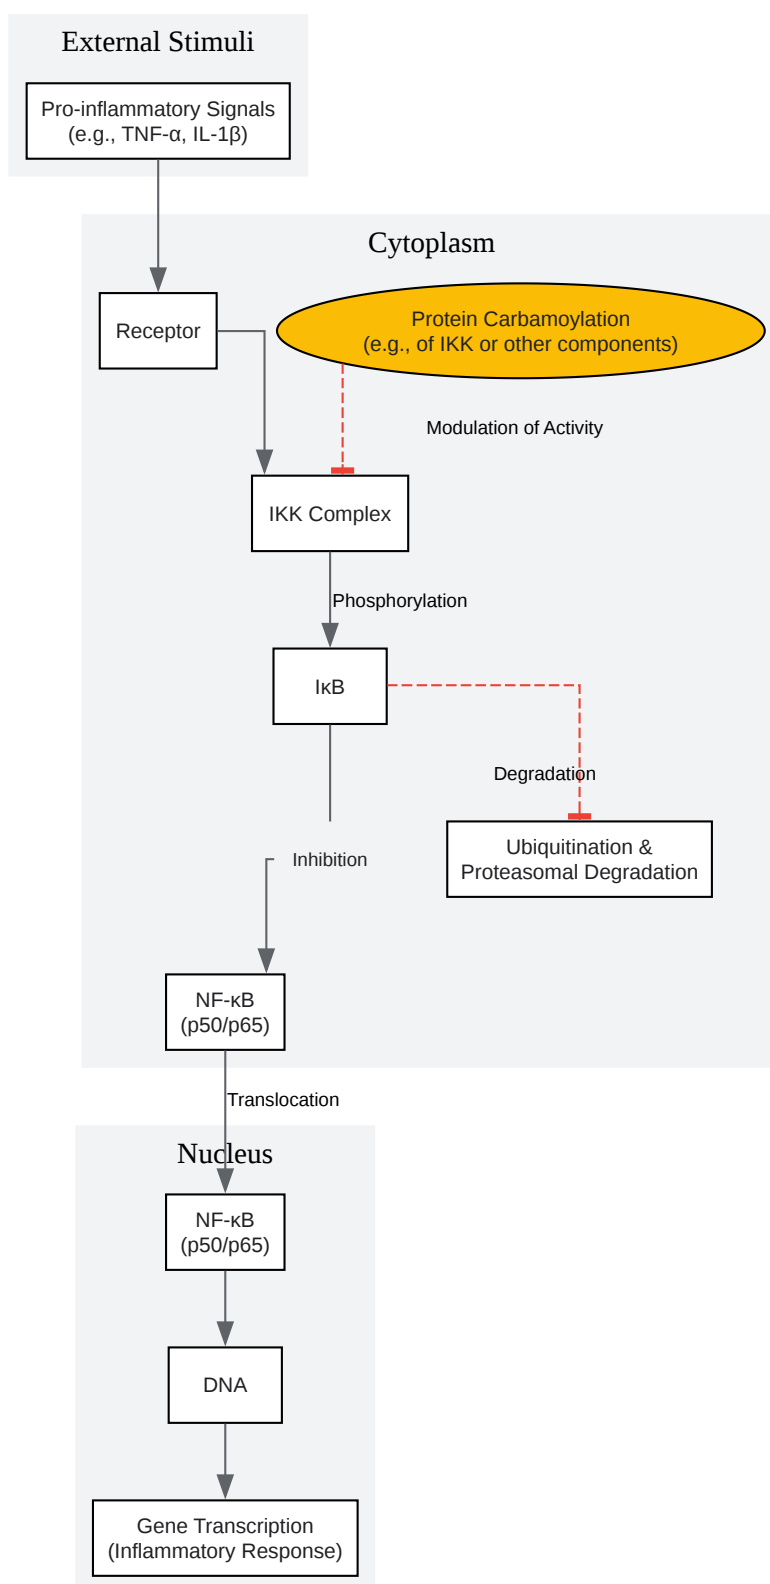 External Stimuli
Pro-inflammatory Signals
(e.g., TNF-α, IL-1β)
Cytoplasm
Receptor
Protein Carbamoylation
(e.g., of IKK or other components)
Modulation of Activity
IKK Complex
Phosphorylation
IκB
Degradation
Ubiquitination &
Proteasomal Degradation
Inhibition
NF-κB
(p50/p65)
Translocation
Nucleus
NF-κB
(p50/p65)
DNA
Gene Transcription
(Inflammatory Response)